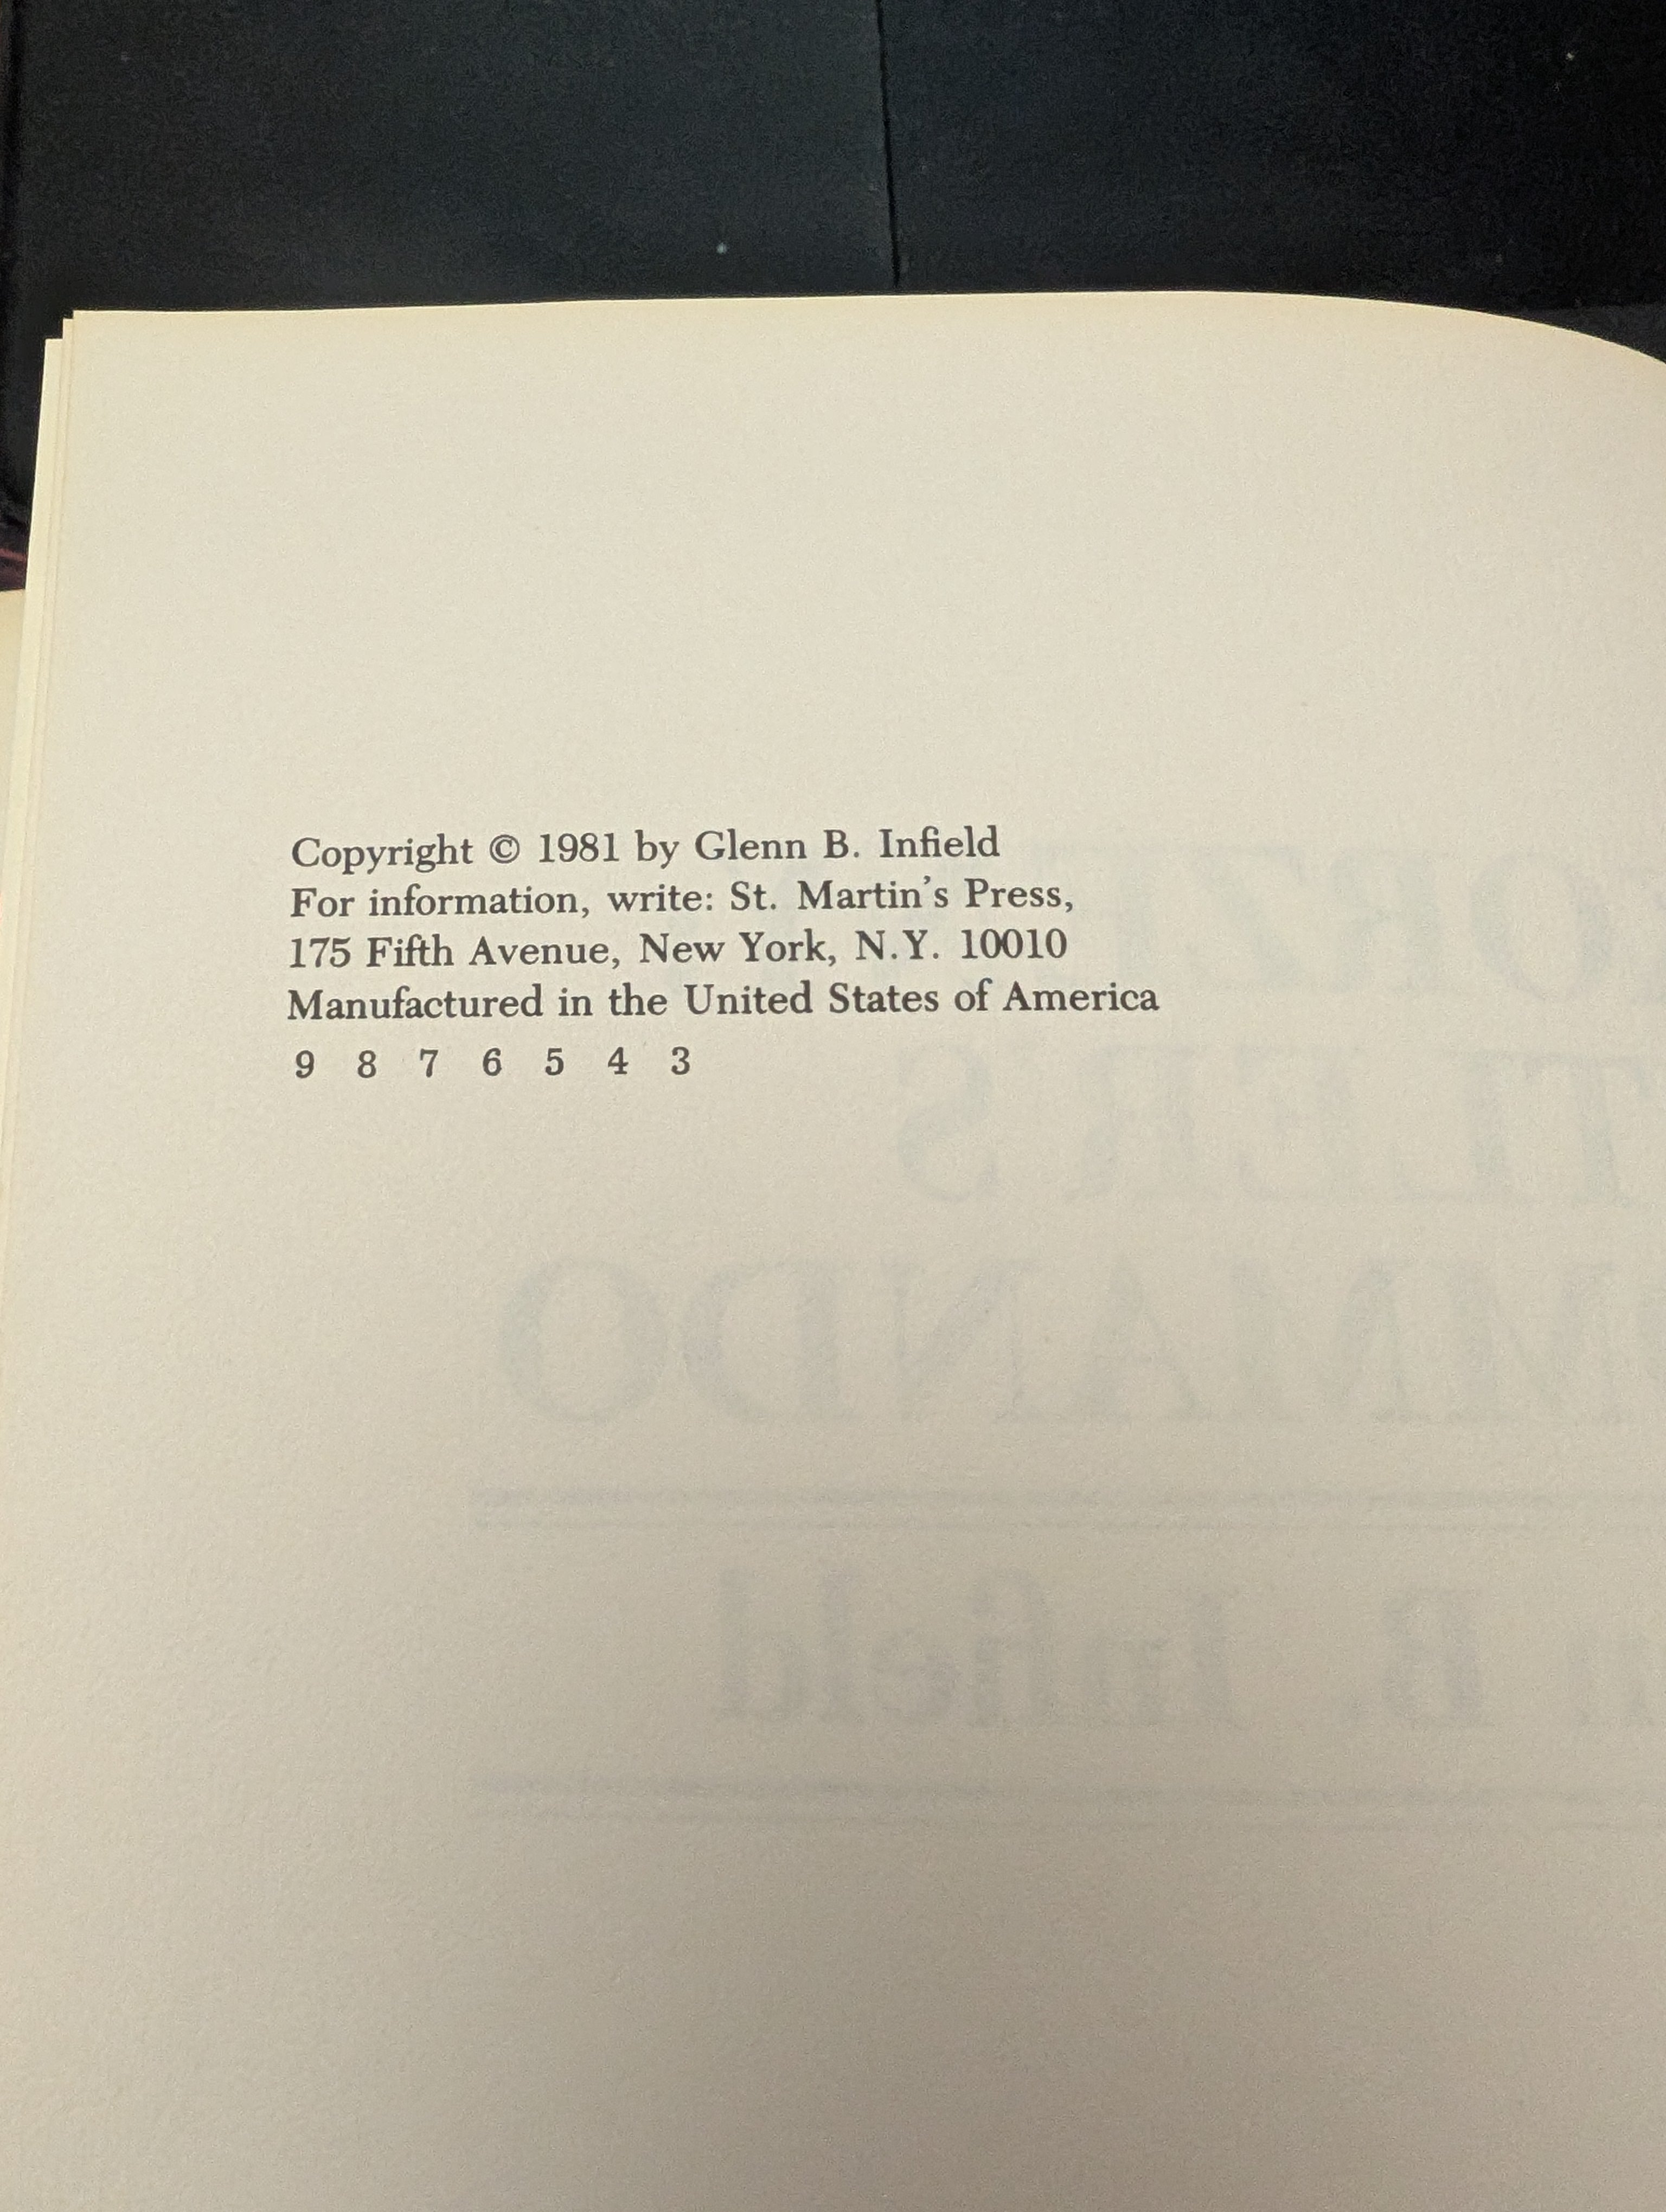 Copyright © 1981 by Glenn B. Infield
For information, write: St. Martin's Press,
175 Fifth Avenue, New York, N.Y. 10010
Manufactured in the United States of America
9 8 7 6 5 4 3